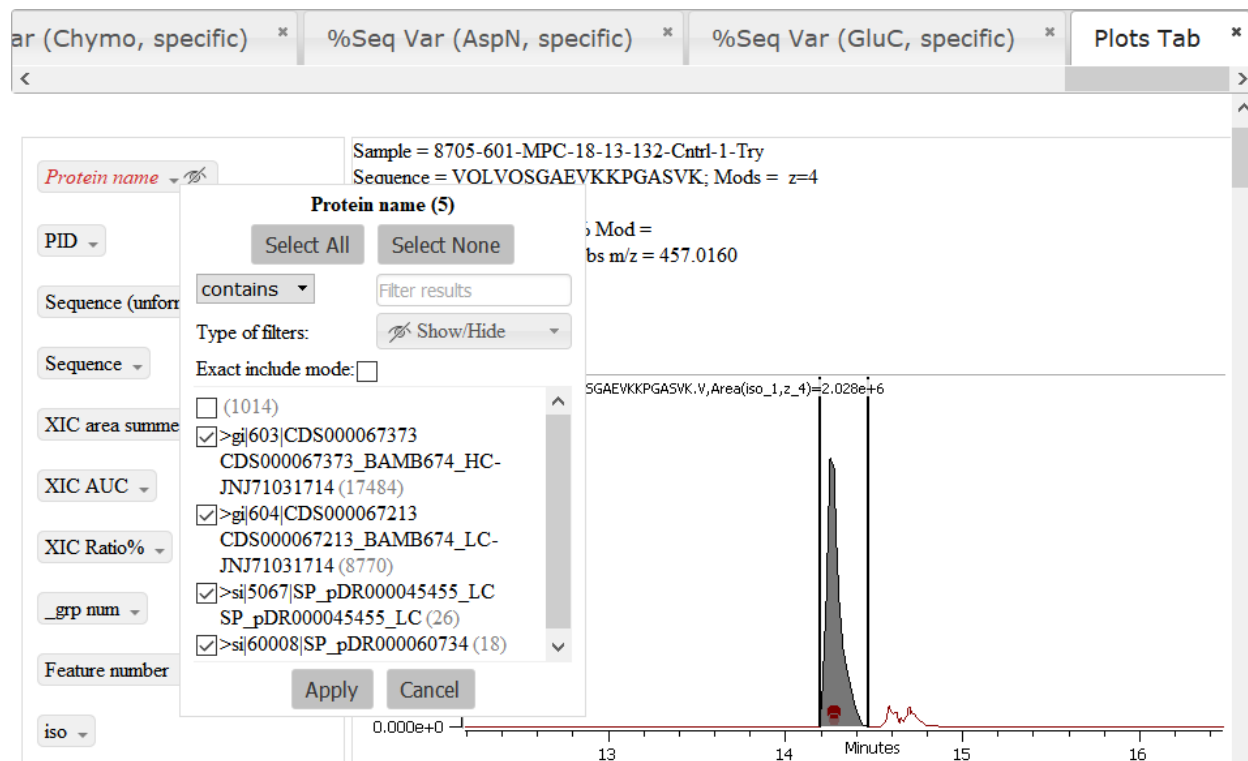 ar (Chymo, specific) × %Seq Var (AspN, specific) × %Seq Var (GluC, specific) × Plots Tab ×
Sample = 8705-601-MPC-18-13-132-Cntrl-1-Try
Protein name
Sequence = VQLVQSGAEVKKPGASVK; Mods = z=4
Protein name (5)
Mod =
PID
Select All Select None
bs m/z = 457.0160
contains
Filter results
Sequence (unforr
Type of filters: Show/Hide
Sequence
Exact include mode:
SGAEVKKPGASVK.V,Area(iso_1,z_4)=2.028e+6
(1014)
XIC area summe
>gi|603|CDS000067373
CDS000067373_BAMB674_HC-
JNJ71031714 (17484)
XIC AUC
>gi|604|CDS000067213
CDS000067213_BAMB674_LC-
JNJ71031714 (8770)
XIC Ratio%
>si|5067|SP_pDR000045455_LC
SP_pDR000045455_LC (26)
_grp num
>si|60008|SP_pDR000060734 (18)
Feature number
Apply Cancel
iso
0.000e+0
13 14 Minutes 15 16